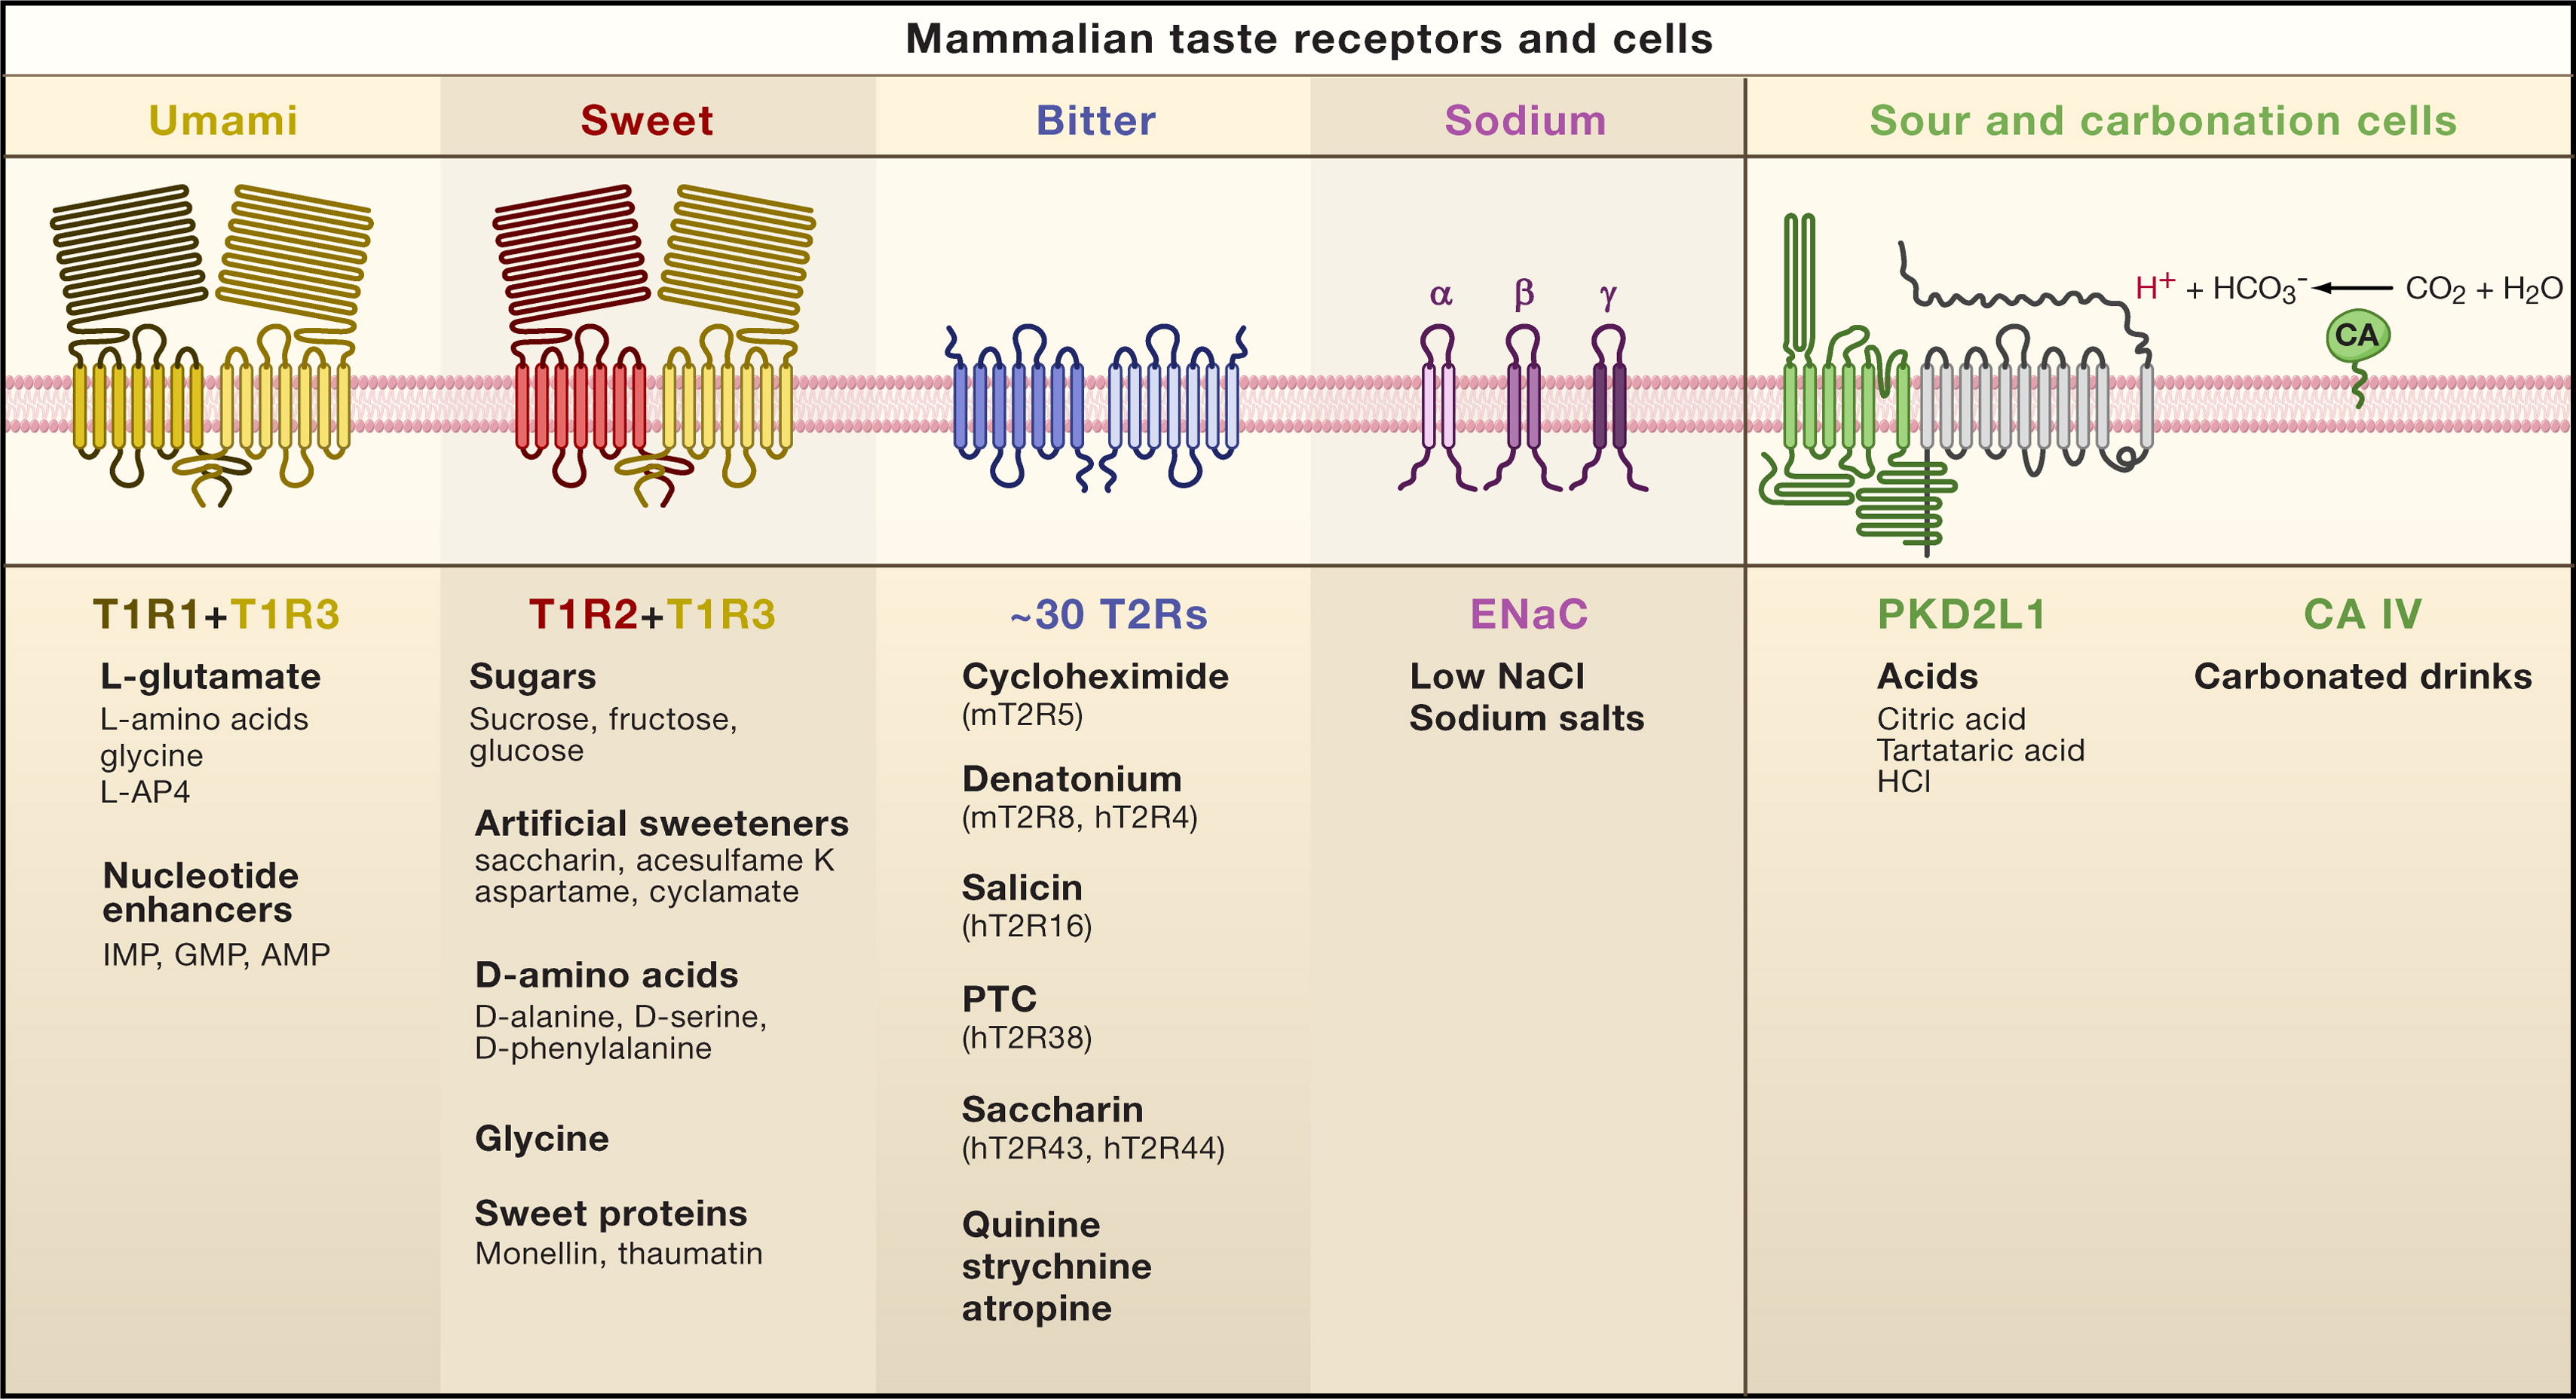 Mammalian taste receptors and cells
Umami
Sweet
Bitter
Sodium
Sour and carbonation cells
α
β
γ
H⁺ + HCO₃⁻ ← CO₂ + H₂O
CA
T1R1+T1R3
L-glutamate
L-amino acids
glycine
L-AP4
Nucleotide
enhancers
IMP, GMP, AMP
T1R2+T1R3
Sugars
Sucrose, fructose,
glucose
Artificial sweeteners
saccharin, acesulfame K
aspartame, cyclamate
D-amino acids
D-alanine, D-serine,
D-phenylalanine
Glycine
Sweet proteins
Monellin, thaumatin
~30 T2Rs
Cycloheximide
(mT2R5)
Denatonium
(mT2R8, hT2R4)
Salicin
(hT2R16)
PTC
(hT2R38)
Saccharin
(hT2R43, hT2R44)
Quinine
strychnine
atropine
ENaC
Low NaCl
Sodium salts
PKD2L1
Acids
Citric acid
Tartataric acid
HCl
CA IV
Carbonated drinks